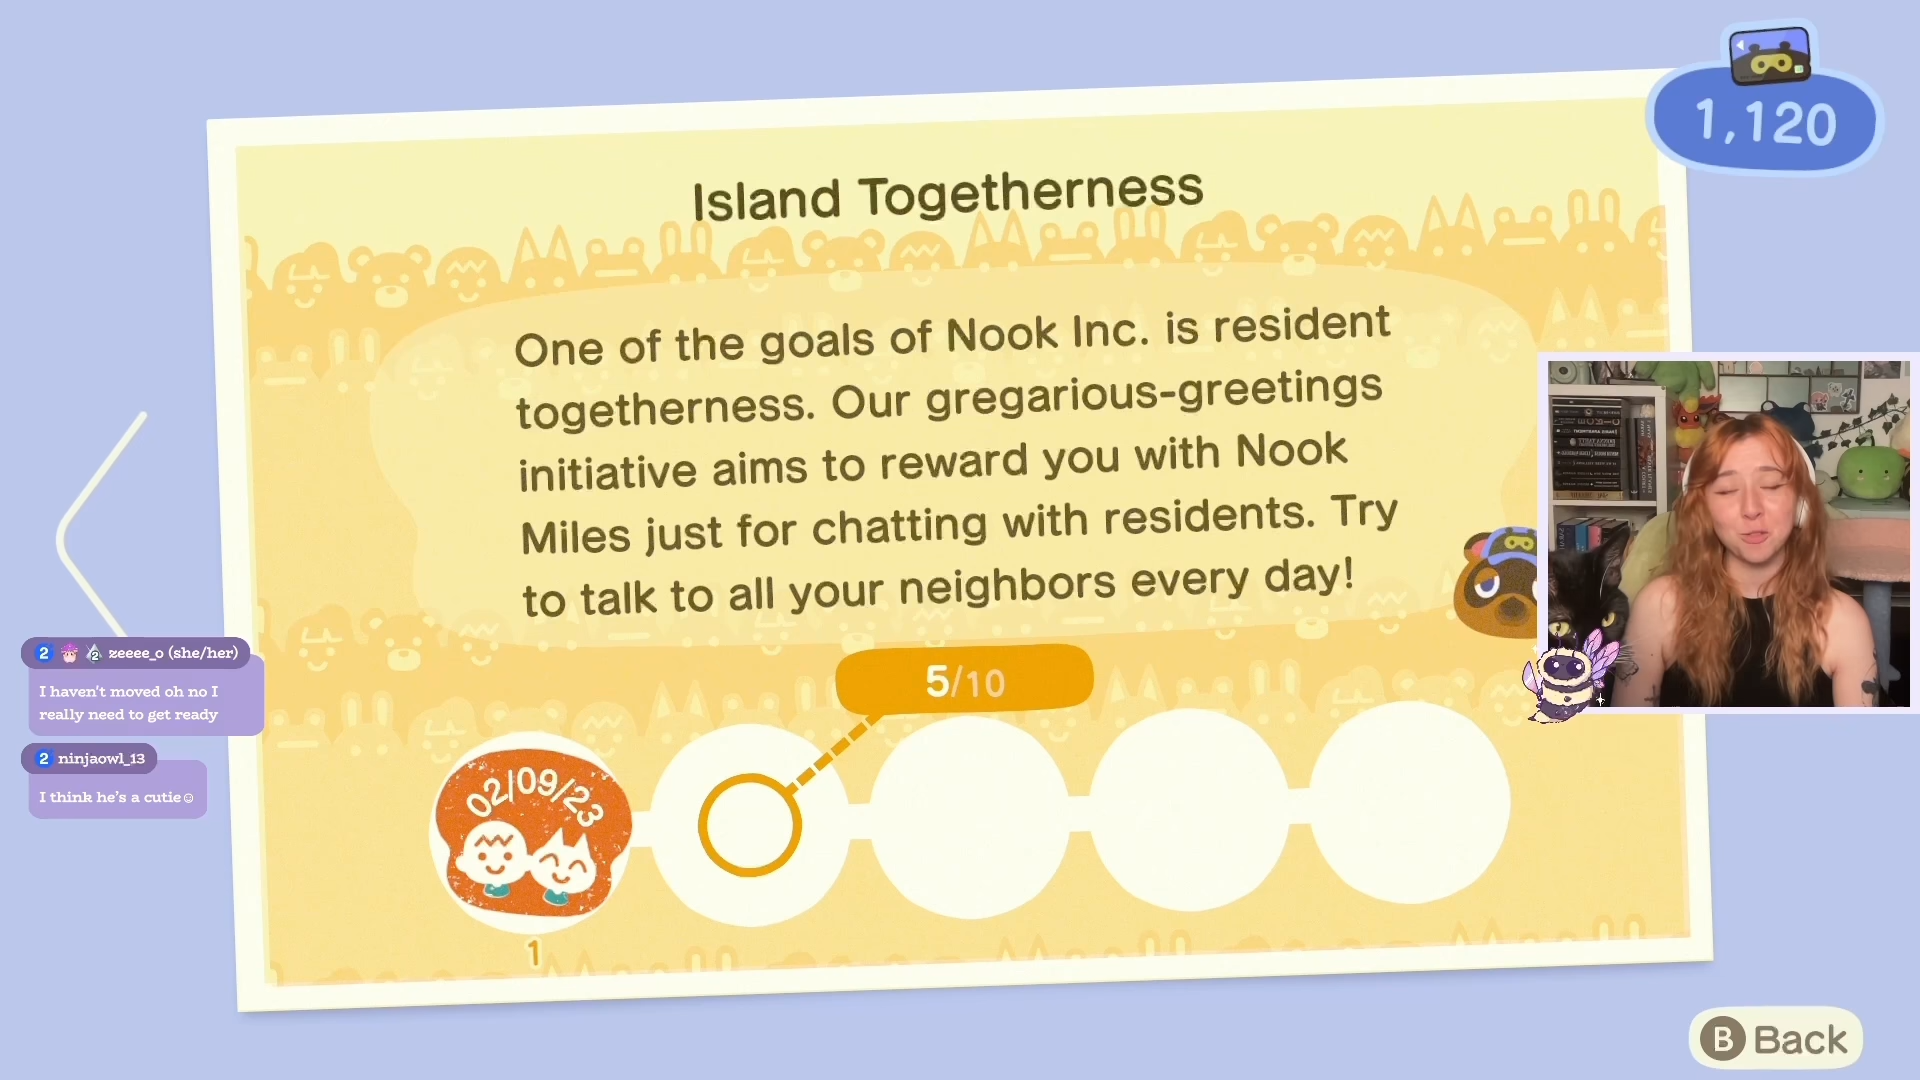 1,120
Island Togetherness
One of the goals of Nook Inc. is resident
togetherness. Our gregarious-greetings
initiative aims to reward you with Nook
Miles just for chatting with residents. Try
to talk to all your neighbors every day!
5/10
02/09/23
1
2 2 zeeee_o (she/her)
I haven't moved oh no I
really need to get ready
2 ninjaowl_13
I think he's a cutie☺
B Back